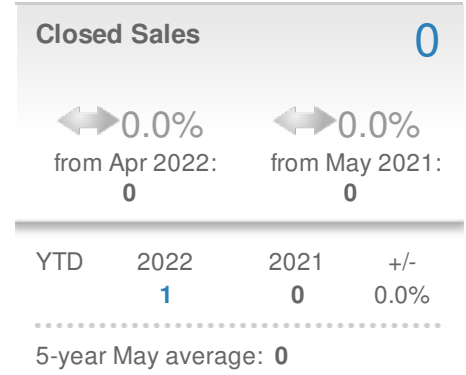 Closed Sales 0
0.0% 0.0%
from Apr 2022: from May 2021:
0 0
YTD 2022 2021 +/-
1 0 0.0%
5-year May average: 0